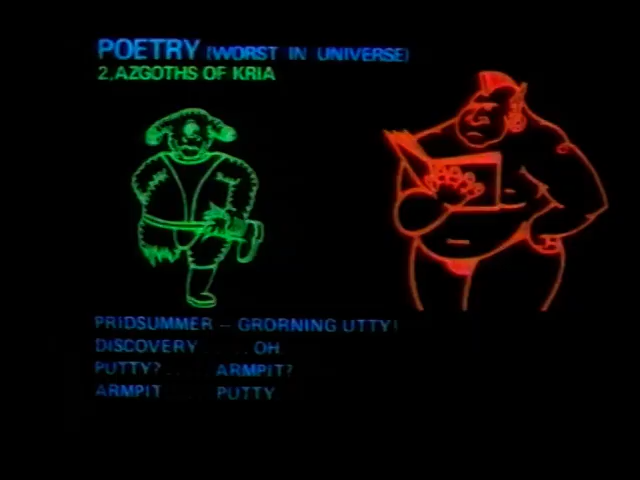 POETRY (WORST IN UNIVERSE)
2,AZGOTHS OF KRIA
PRIDSUMMER – GRORNING UTTY!
DISCOVERY ..... OH.
PUTTY? ..... ARMPIT?
ARMPIT ..... PUTTY